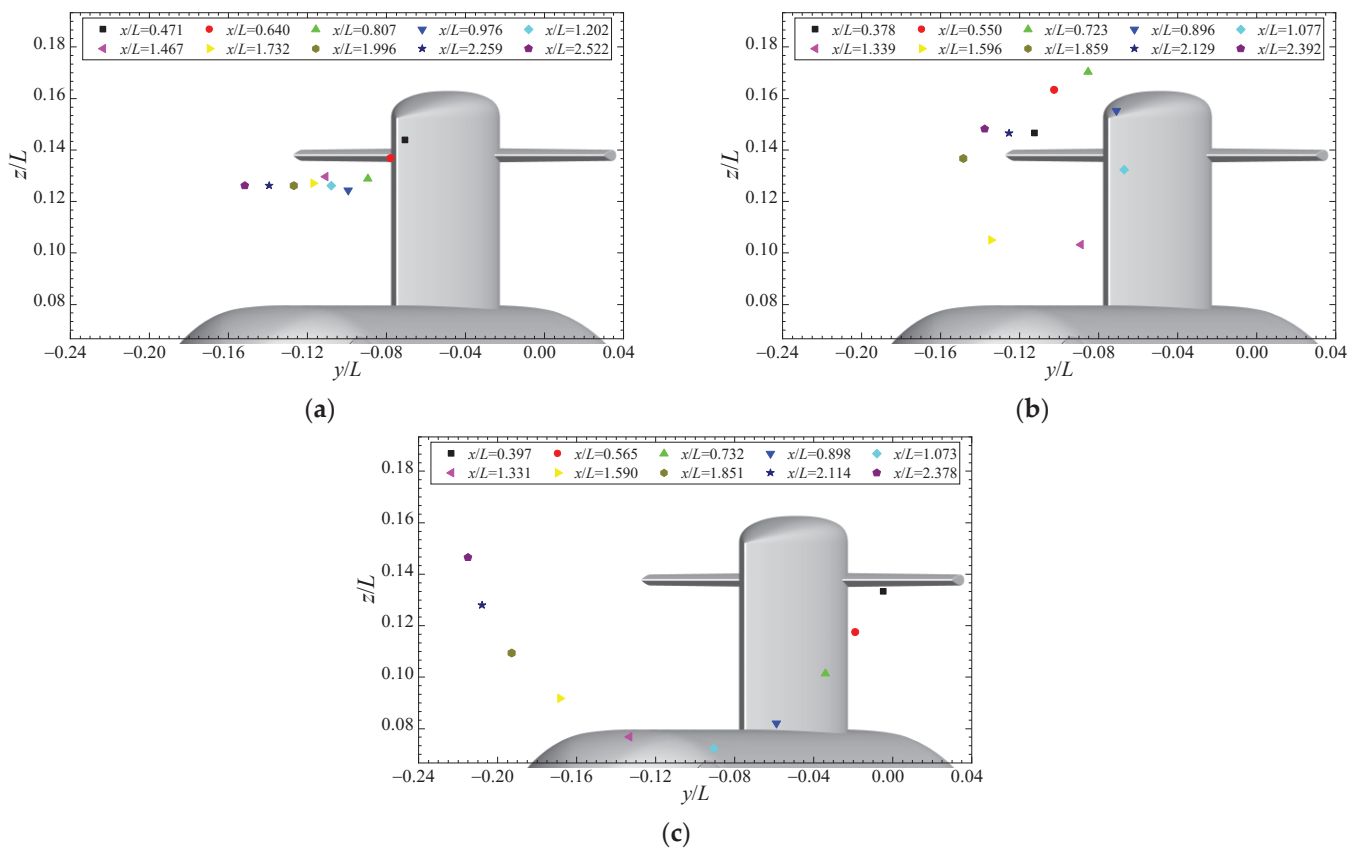 x/L=0.471 x/L=0.640 x/L=0.807 x/L=0.976 x/L=1.202
x/L=1.467 x/L=1.732 x/L=1.996 x/L=2.259 x/L=2.522
0.18
0.16
0.14
0.12
0.10
0.08
z/L
−0.24 −0.20 −0.16 −0.12 −0.08 −0.04 0.00 0.04
y/L
(a)
x/L=0.378 x/L=0.550 x/L=0.723 x/L=0.896 x/L=1.077
x/L=1.339 x/L=1.596 x/L=1.859 x/L=2.129 x/L=2.392
0.18
0.16
0.14
0.12
0.10
0.08
z/L
−0.24 −0.20 −0.16 −0.12 −0.08 −0.04 0.00 0.04
y/L
(b)
x/L=0.397 x/L=0.565 x/L=0.732 x/L=0.898 x/L=1.073
x/L=1.331 x/L=1.590 x/L=1.851 x/L=2.114 x/L=2.378
0.18
0.16
0.14
0.12
0.10
0.08
z/L
−0.24 −0.20 −0.16 −0.12 −0.08 −0.04 0.00 0.04
y/L
(c)